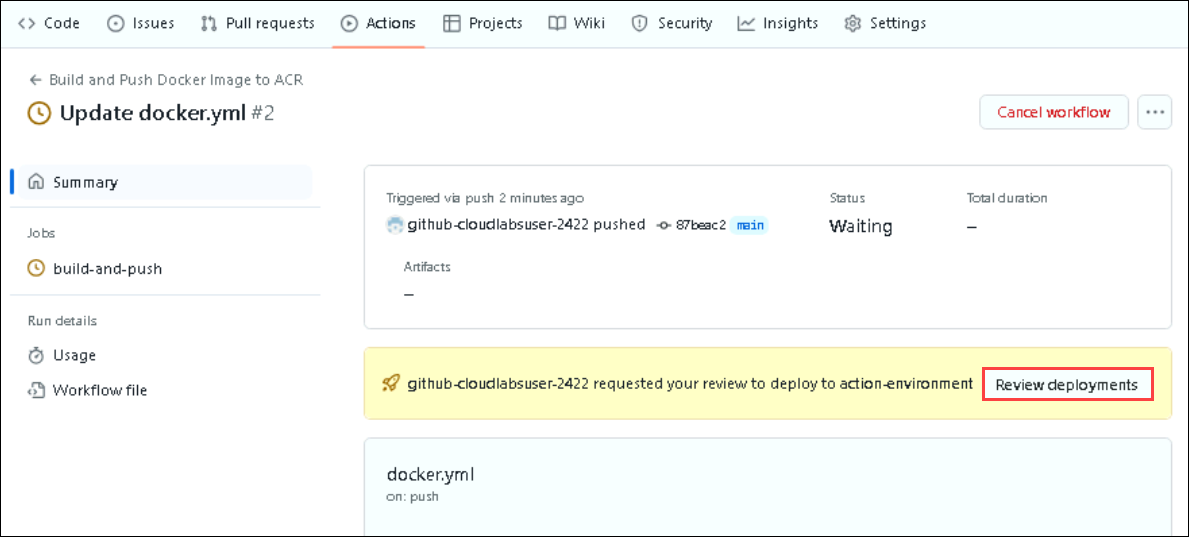 Code Issues Pull requests Actions Projects Wiki Security Insights Settings
← Build and Push Docker Image to ACR
Update docker.yml #2
Cancel workflow ...
Summary
Jobs
build-and-push
Run details
Usage
Workflow file
Triggered via push 2 minutes ago
github-cloudlabsuser-2422 pushed 87beac2 main
Status
Waiting
Total duration
–
Artifacts
–
github-cloudlabsuser-2422 requested your review to deploy to action-environment Review deployments
docker.yml
on: push